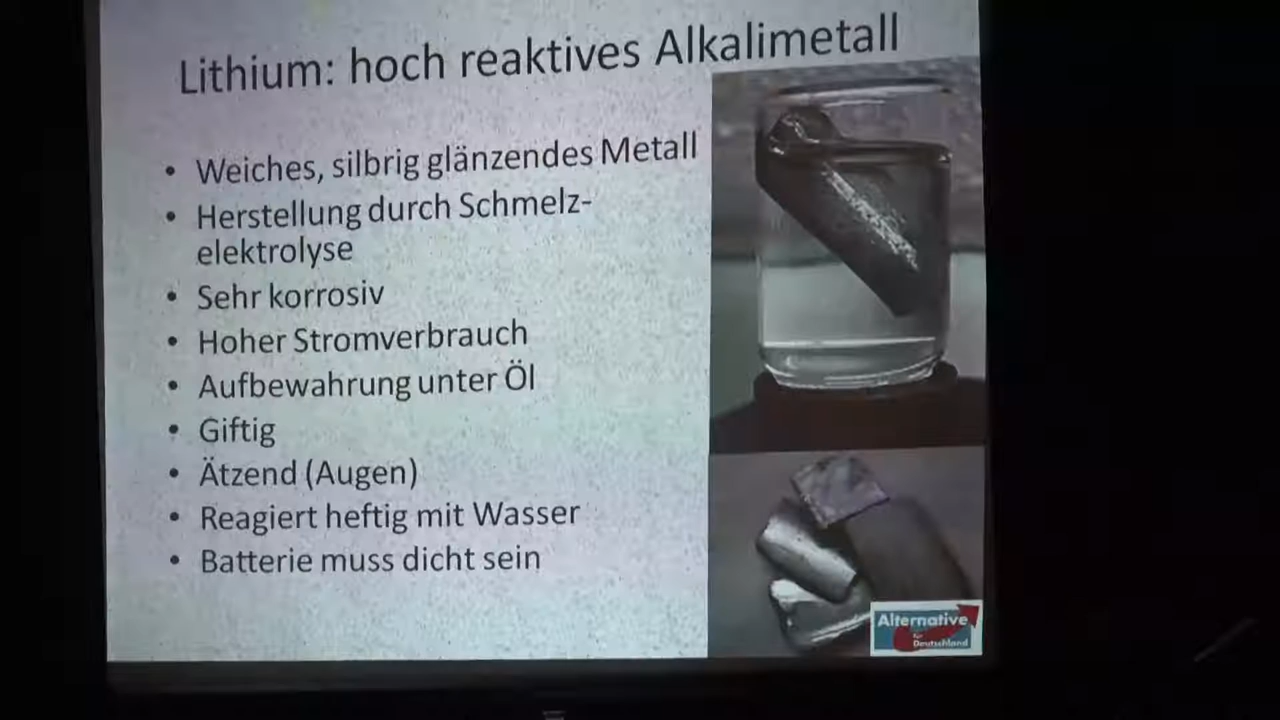 Lithium: hoch reaktives Alkalimetall
• Weiches, silbrig glänzendes Metall
• Herstellung durch Schmelz-
elektrolyse
• Sehr korrosiv
• Hoher Stromverbrauch
• Aufbewahrung unter Öl
• Giftig
• Ätzend (Augen)
• Reagiert heftig mit Wasser
• Batterie muss dicht sein
Alternative
für
Deutschland